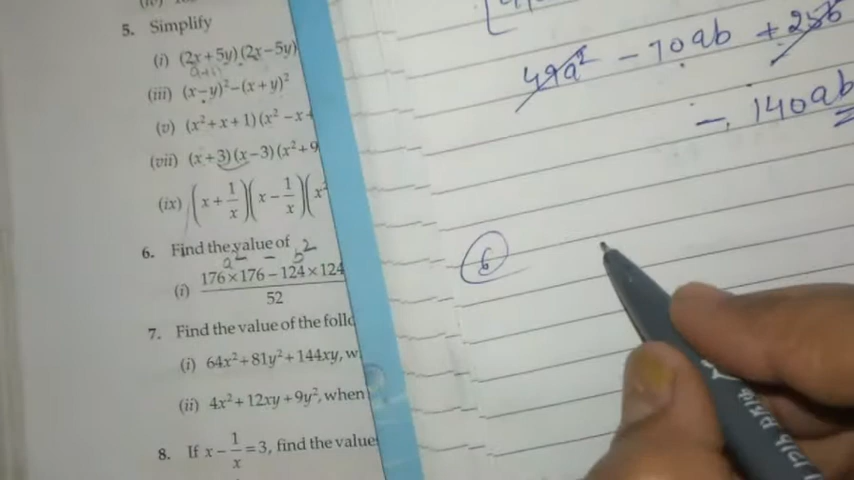 5. Simplify
(i) (2x+5y)(2x−5y)
(iii) (x−y)²−(x+y)²
(v) (x²+x+1)(x²−x+
(vii) (x+3)(x−3)(x²+9
(ix) (x+1/x)(x−1/x)(x²
6. Find the value of
a² − b²
(i) 176×176−124×124/52
7. Find the value of the follo
(i) 64x²+81y²+144xy, w
(ii) 4x²+12xy+9y², when
8. If x−1/x=3, find the value
49a² − 70ab + 25b
− 140ab
6